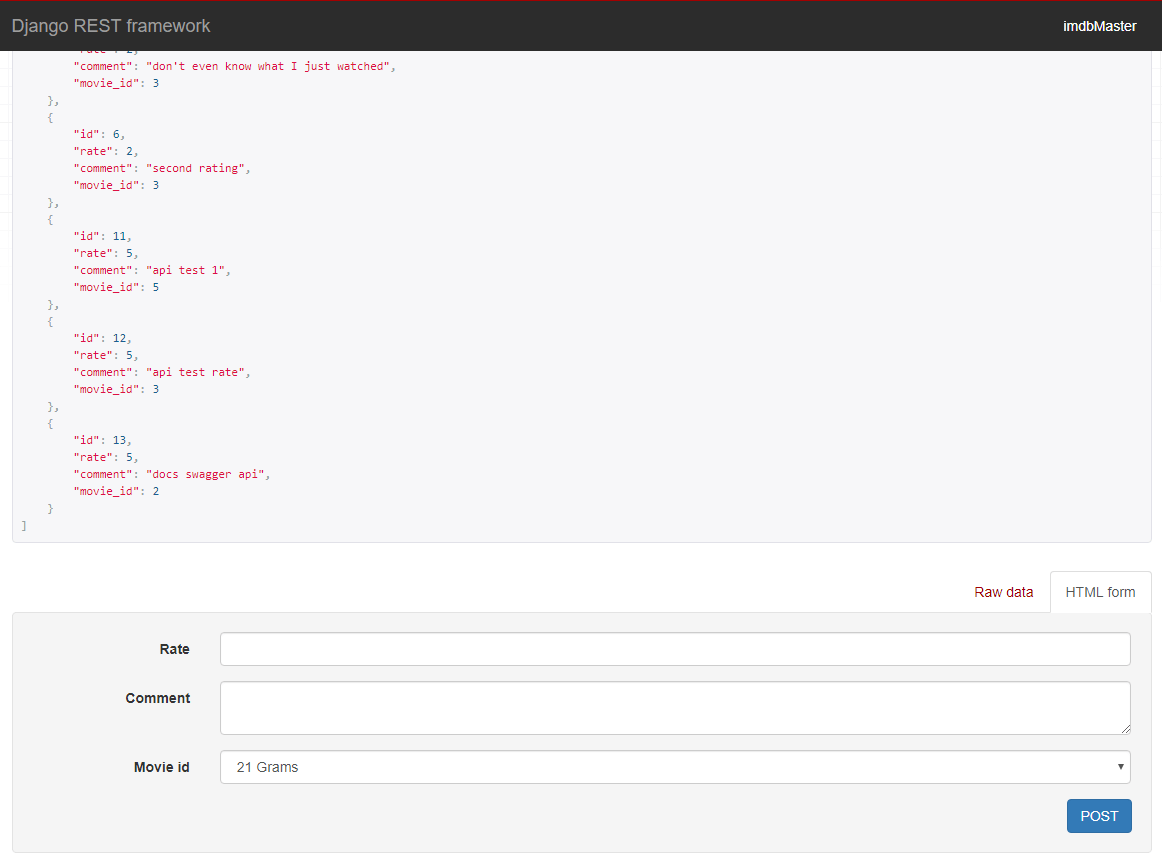 Django REST framework
imdbMaster
"comment": "don't even know what I just watched",
"movie_id": 3
},
{
"id": 6,
"rate": 2,
"comment": "second rating",
"movie_id": 3
},
{
"id": 11,
"rate": 5,
"comment": "api test 1",
"movie_id": 5
},
{
"id": 12,
"rate": 5,
"comment": "api test rate",
"movie_id": 3
},
{
"id": 13,
"rate": 5,
"comment": "docs swagger api",
"movie_id": 2
}
]
Raw data
HTML form
Rate
Comment
Movie id
21 Grams
POST